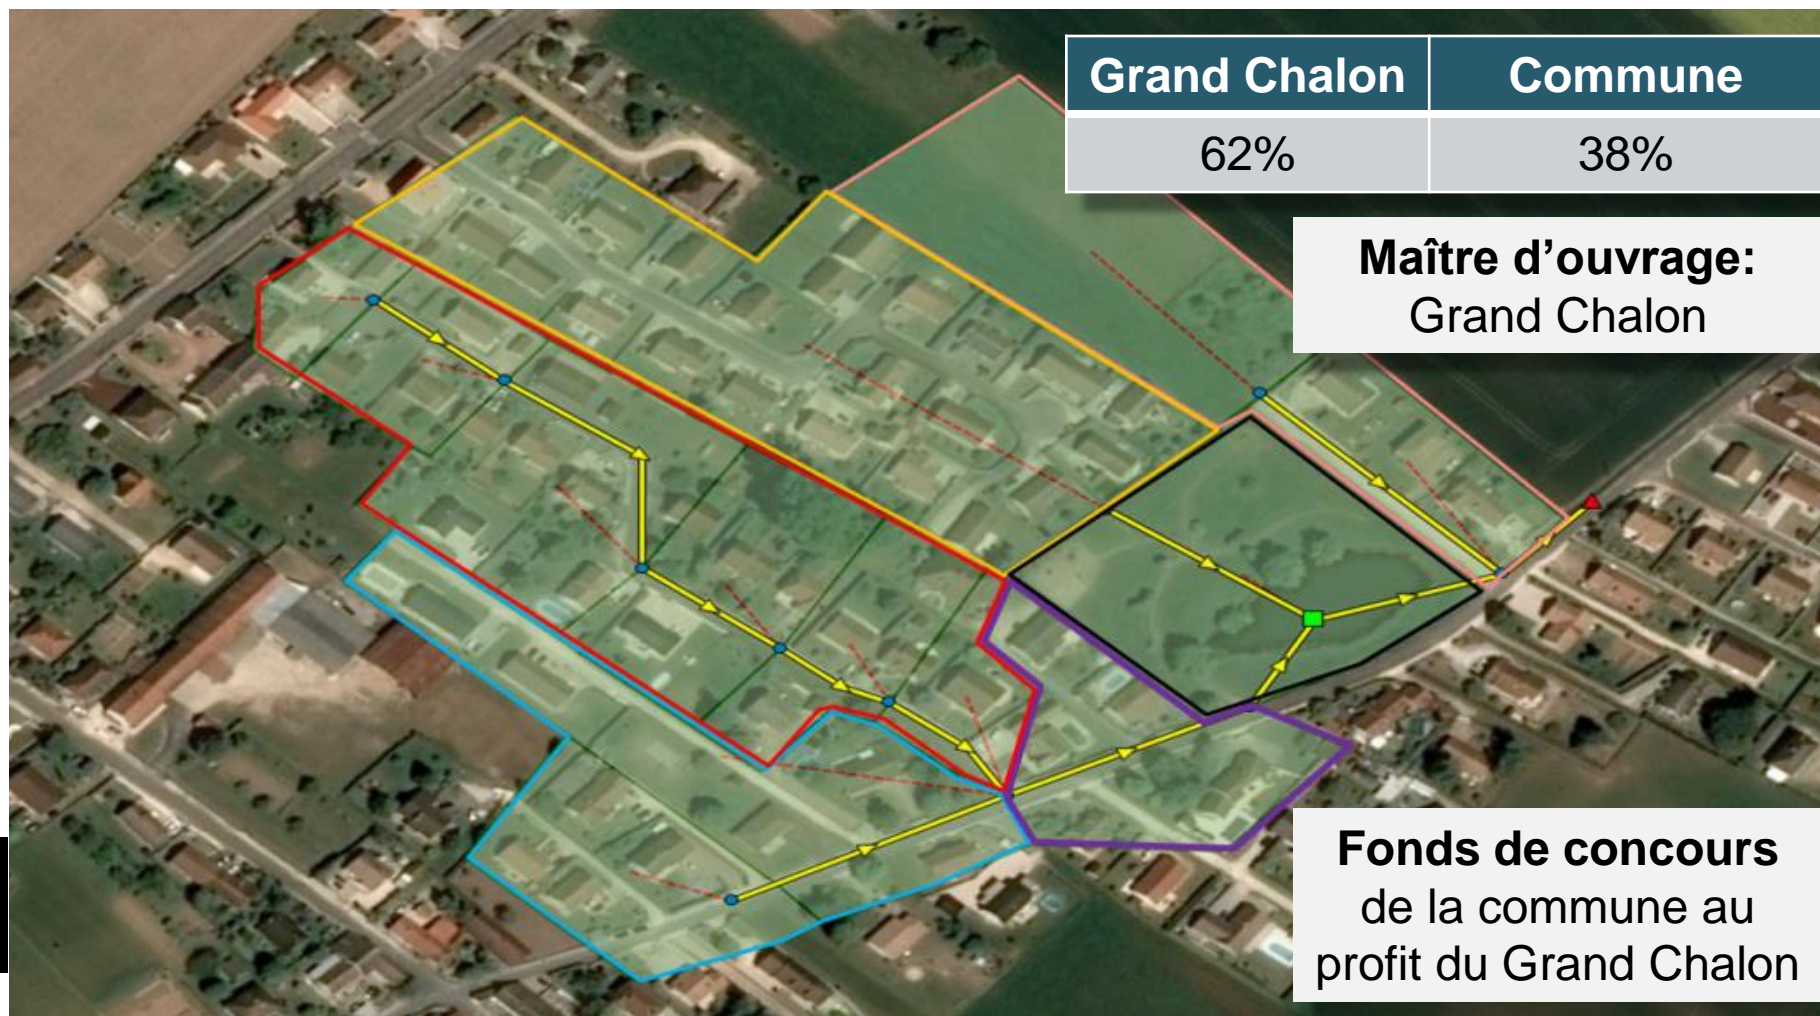 Grand Chalon Commune
62% 38%
Maître d’ouvrage:
Grand Chalon
Fonds de concours
de la commune au
profit du Grand Chalon